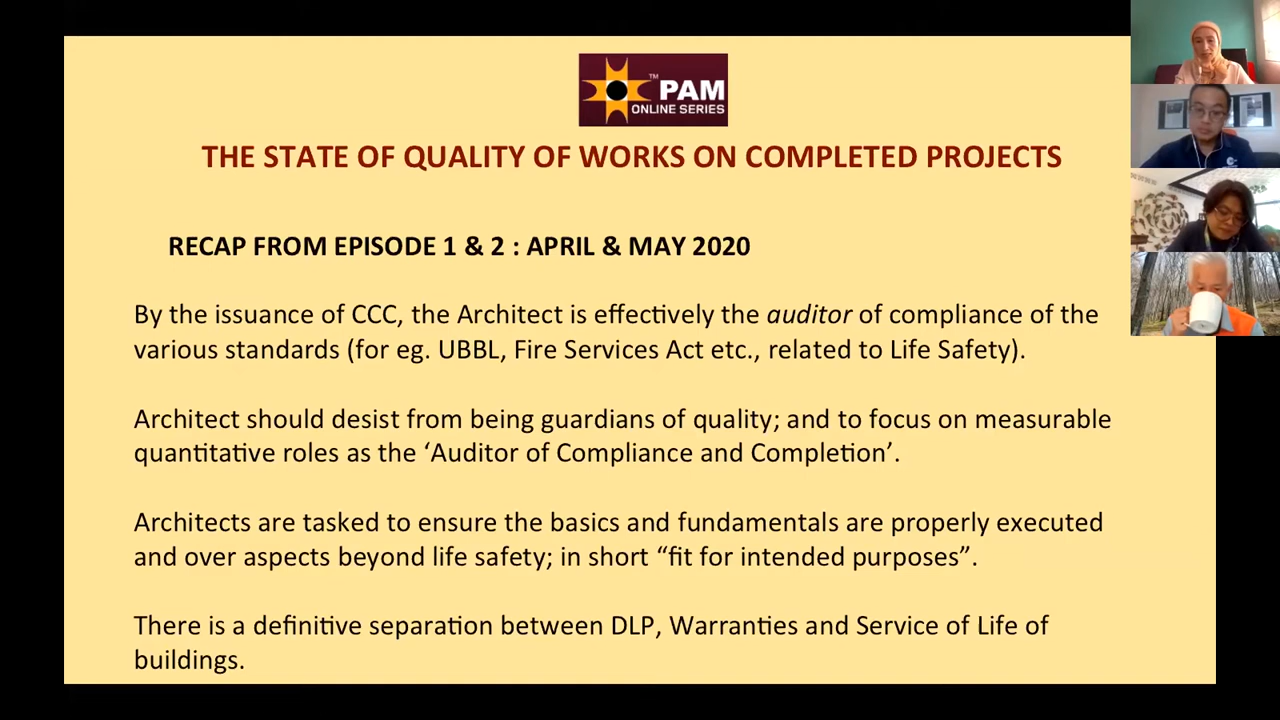 PAM
TM
ONLINE SERIES
THE STATE OF QUALITY OF WORKS ON COMPLETED PROJECTS
RECAP FROM EPISODE 1 & 2 : APRIL & MAY 2020
By the issuance of CCC, the Architect is effectively the auditor of compliance of the
various standards (for eg. UBBL, Fire Services Act etc., related to Life Safety).
Architect should desist from being guardians of quality; and to focus on measurable
quantitative roles as the ‘Auditor of Compliance and Completion’.
Architects are tasked to ensure the basics and fundamentals are properly executed
and over aspects beyond life safety; in short “fit for intended purposes”.
There is a definitive separation between DLP, Warranties and Service of Life of
buildings.